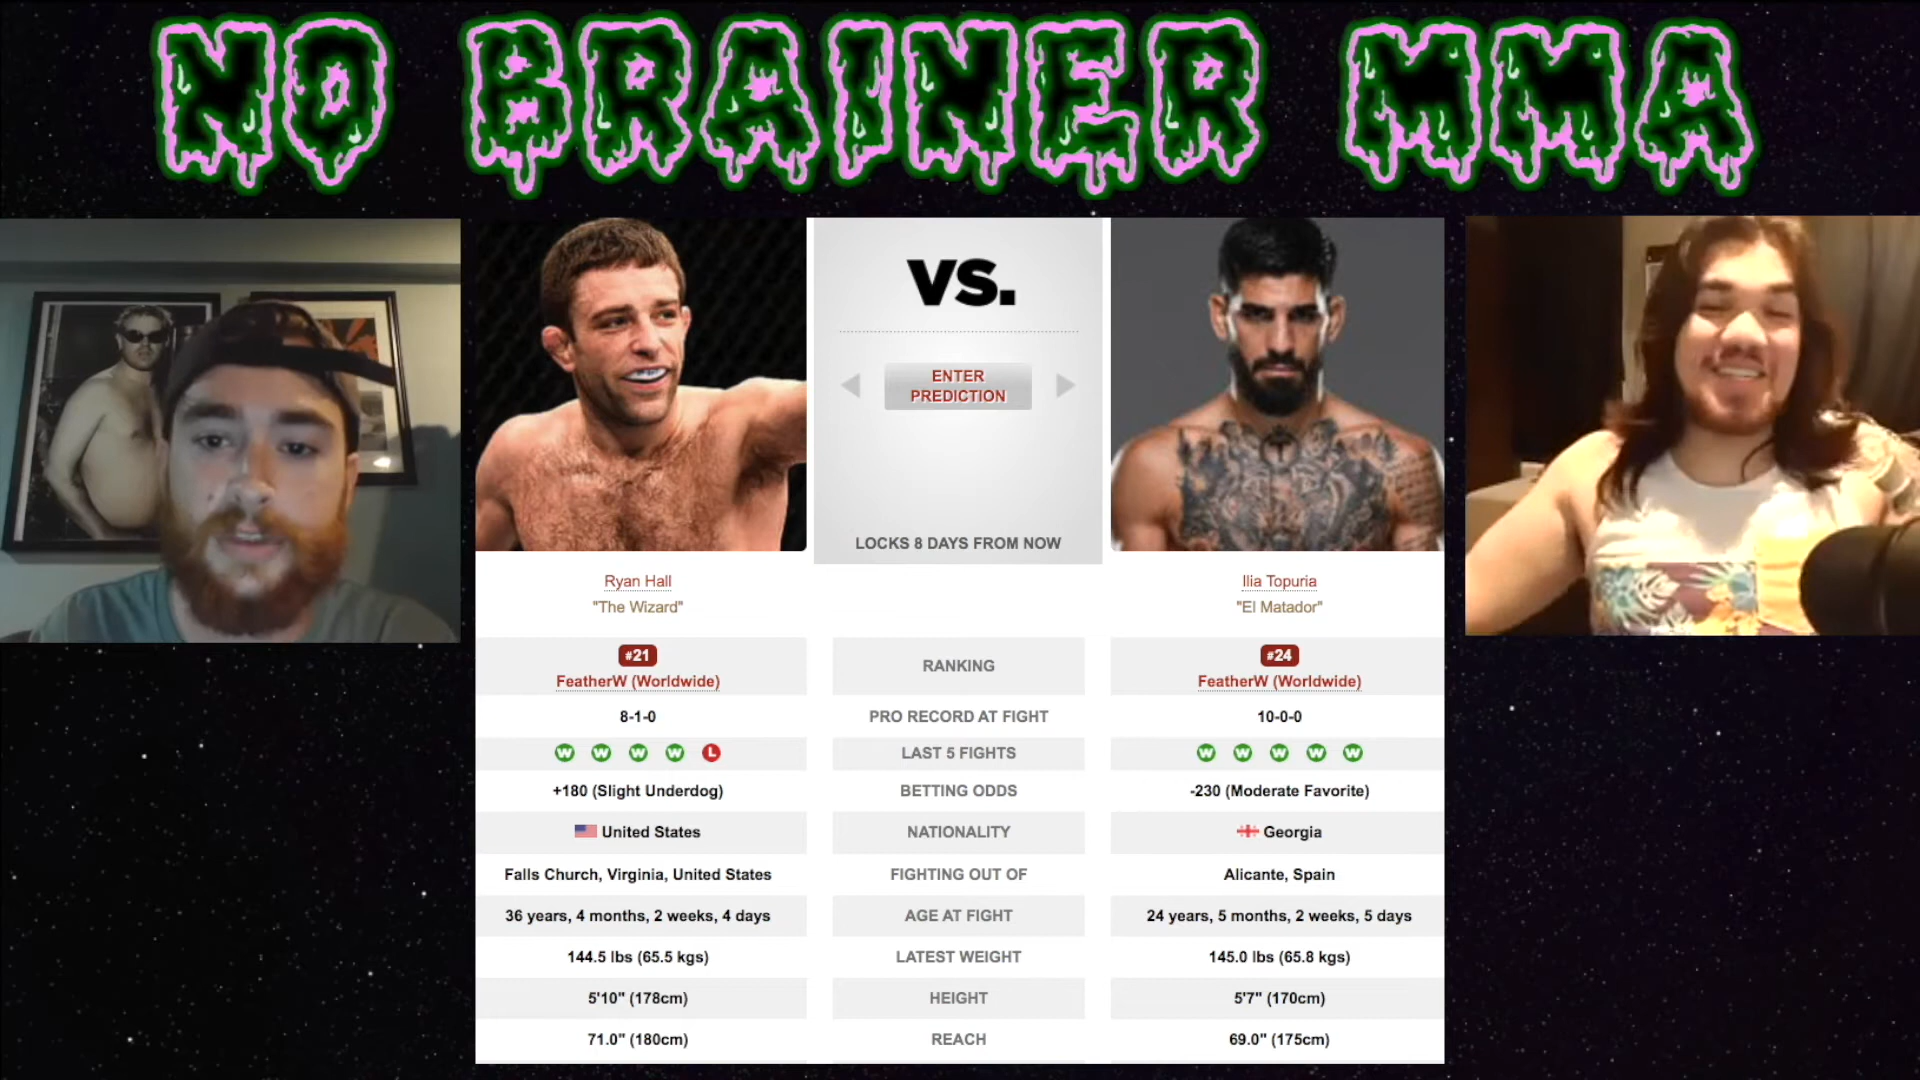 NO BRAINER MMA
VS.
ENTER
PREDICTION
LOCKS 8 DAYS FROM NOW
Ryan Hall
Ilia Topuria
"The Wizard"
"El Matador"
#21
RANKING
#24
FeatherW (Worldwide)
FeatherW (Worldwide)
8-1-0
PRO RECORD AT FIGHT
10-0-0
W W W W L
LAST 5 FIGHTS
W W W W W
+180 (Slight Underdog)
BETTING ODDS
-230 (Moderate Favorite)
United States
NATIONALITY
Georgia
Falls Church, Virginia, United States
FIGHTING OUT OF
Alicante, Spain
36 years, 4 months, 2 weeks, 4 days
AGE AT FIGHT
24 years, 5 months, 2 weeks, 5 days
144.5 lbs (65.5 kgs)
LATEST WEIGHT
145.0 lbs (65.8 kgs)
5'10" (178cm)
HEIGHT
5'7" (170cm)
71.0" (180cm)
REACH
69.0" (175cm)